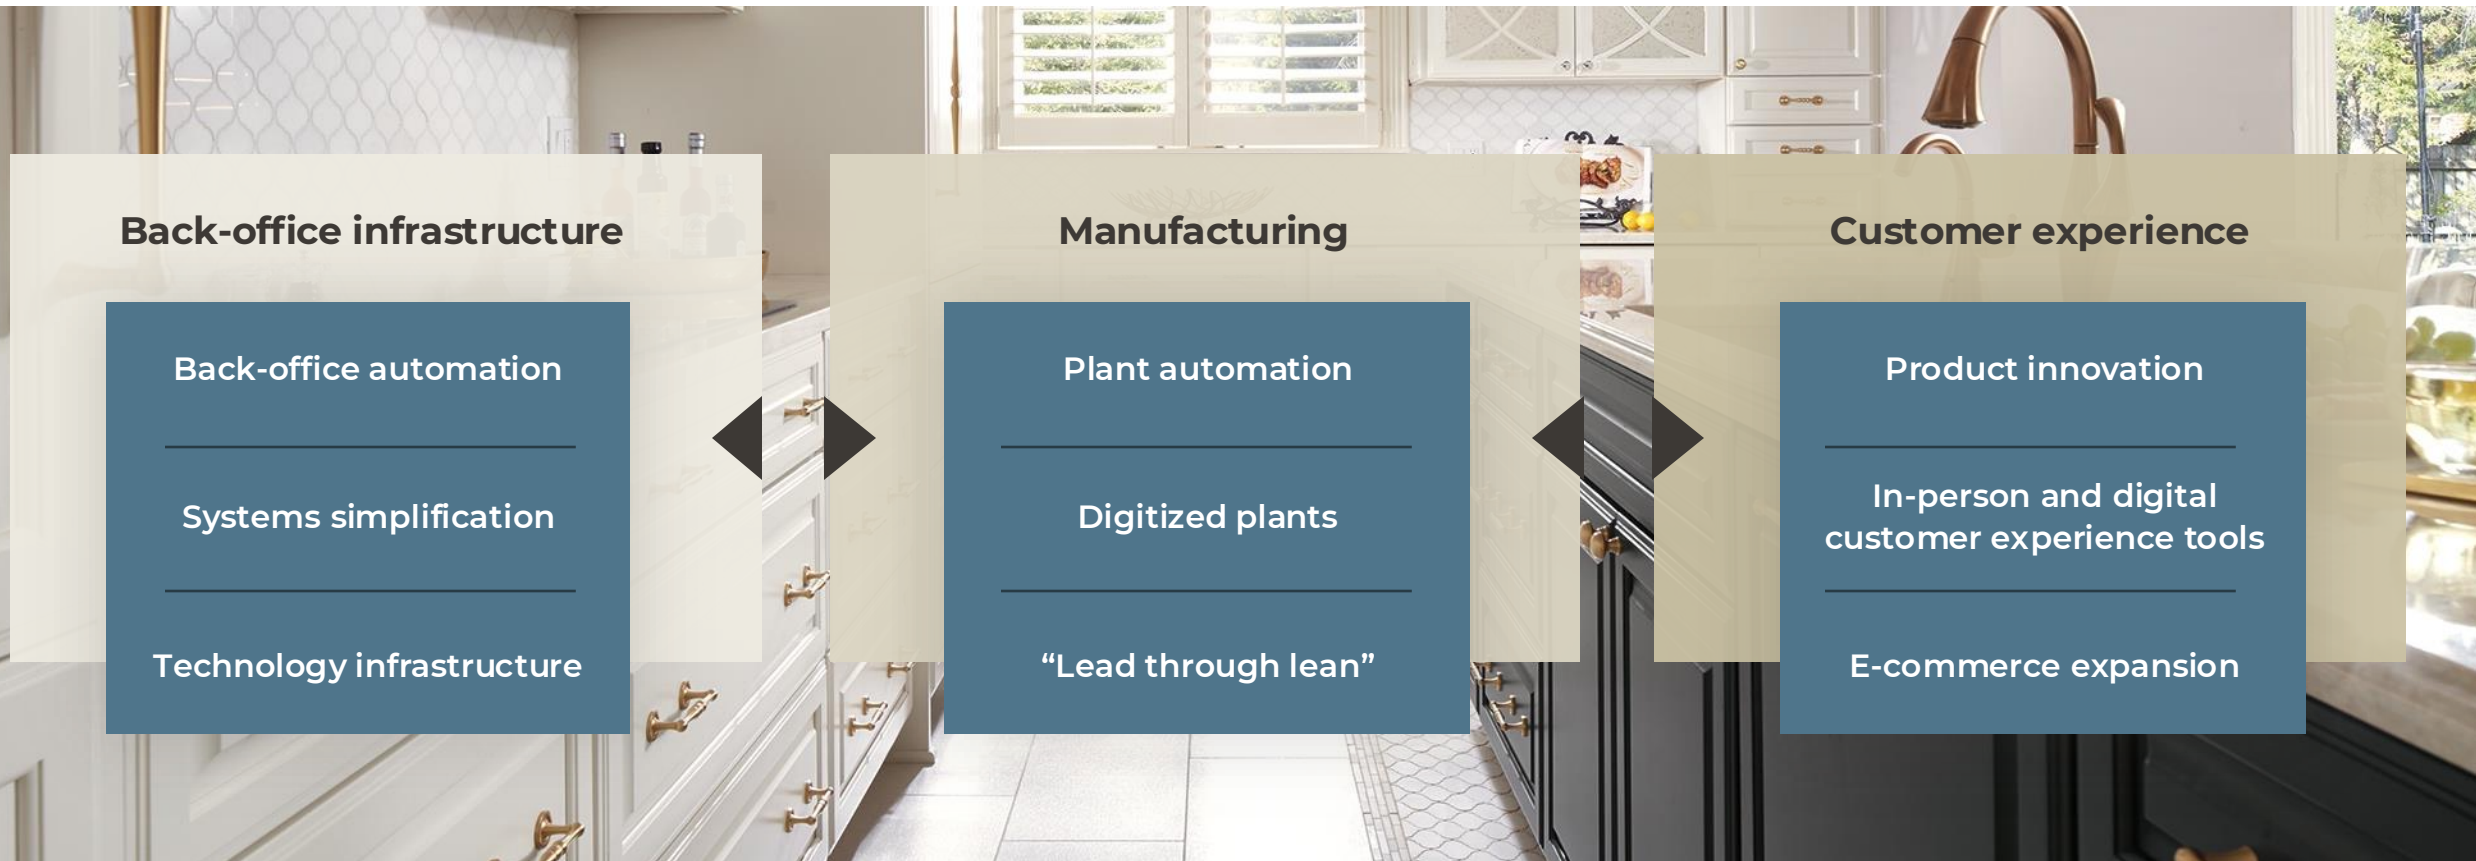 Back-office infrastructure
Back-office automation
Systems simplification
Technology infrastructure
Manufacturing
Plant automation
Digitized plants
“Lead through lean”
Customer experience
Product innovation
In-person and digital
customer experience tools
E-commerce expansion